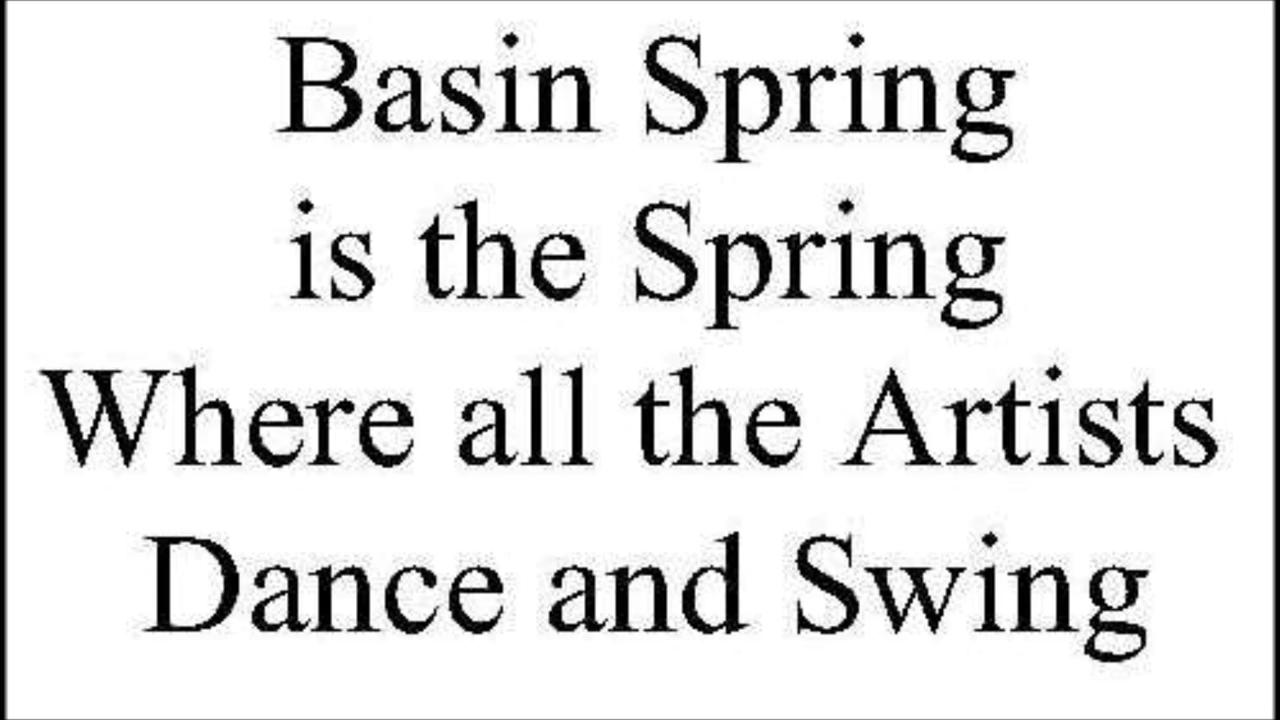 Basin Spring
is the Spring
Where all the Artists
Dance and Swing